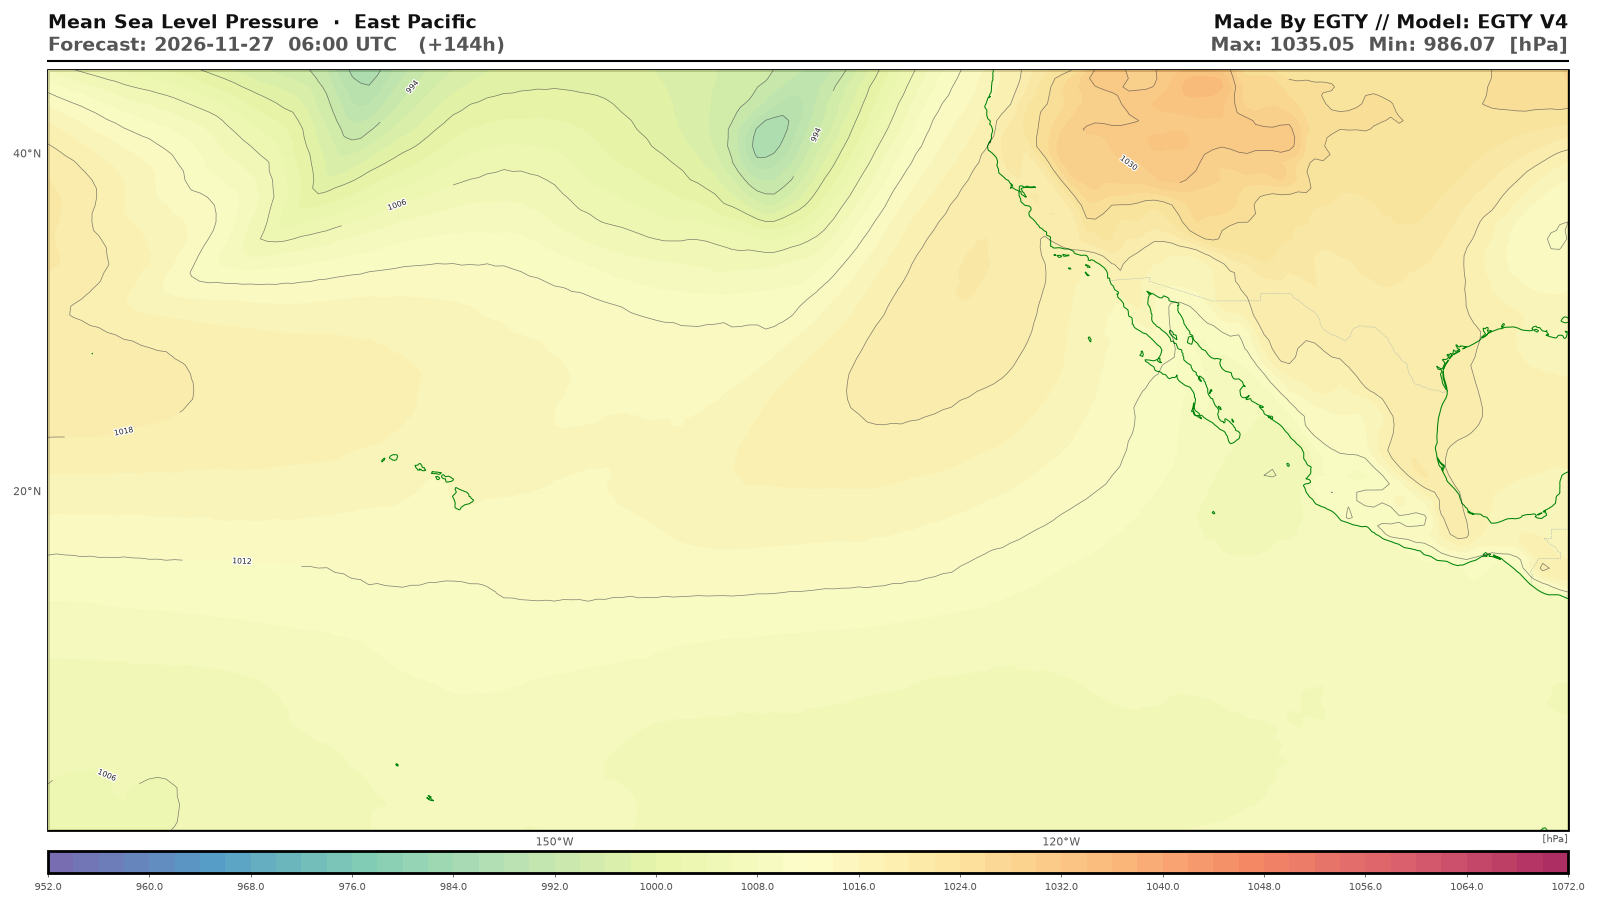 Mean Sea Level Pressure · East Pacific
Made By EGTY // Model: EGTY V4
Forecast: 2026-11-27 06:00 UTC (+144h)
Max: 1035.05 Min: 986.07 [hPa]
994
994
40°N
1030
1006
1018
20°N
1012
1006
150°W
120°W
[hPa]
952.0
960.0
968.0
976.0
984.0
992.0
1000.0
1008.0
1016.0
1024.0
1032.0
1040.0
1048.0
1056.0
1064.0
1072.0